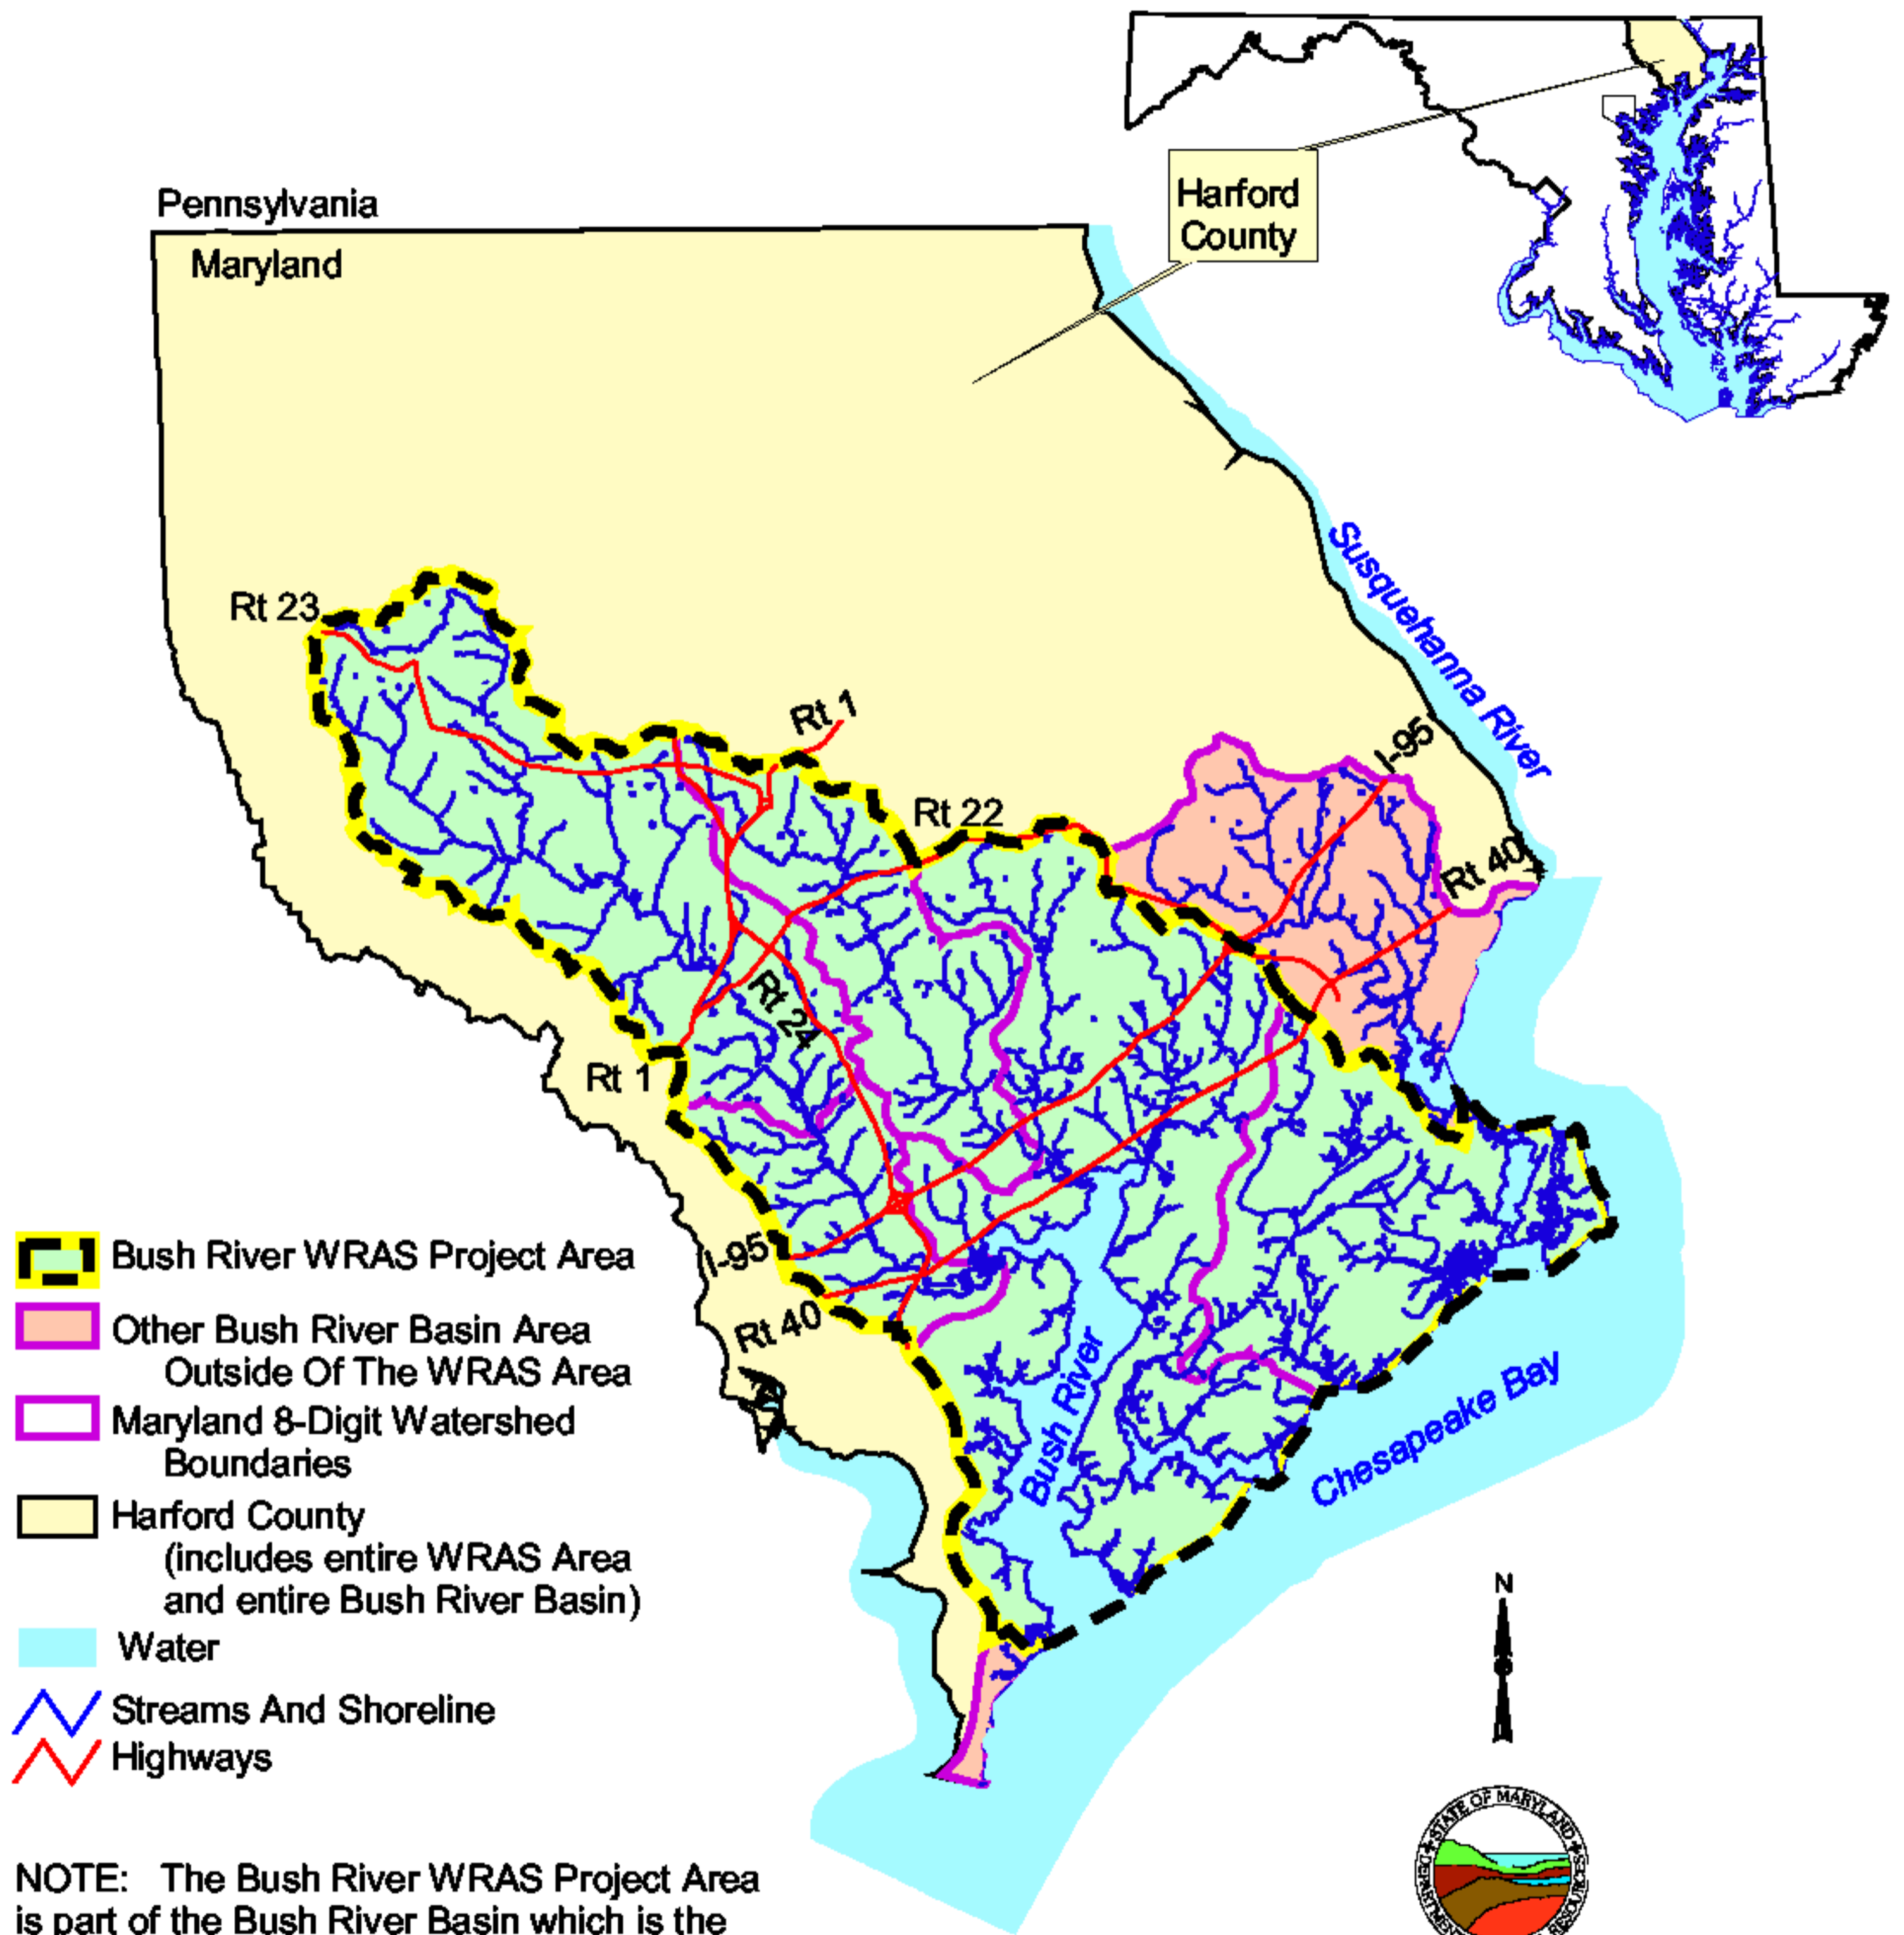 Harford
County
Pennsylvania
Maryland
Susquehanna River
Rt 23
Rt 1
I-95
Rt 22
Rt 40
Rt 24
Rt 1
I-95
Rt 40
Bush River
Chesapeake Bay
Bush River WRAS Project Area
Other Bush River Basin Area
Outside Of The WRAS Area
Maryland 8-Digit Watershed
Boundaries
Harford County
(includes entire WRAS Area
and entire Bush River Basin)
Water
Streams And Shoreline
Highways
N
STATE OF MARYLAND
DEPARTMENT
RESOURCES
NOTE: The Bush River WRAS Project Area
is part of the Bush River Basin which is the